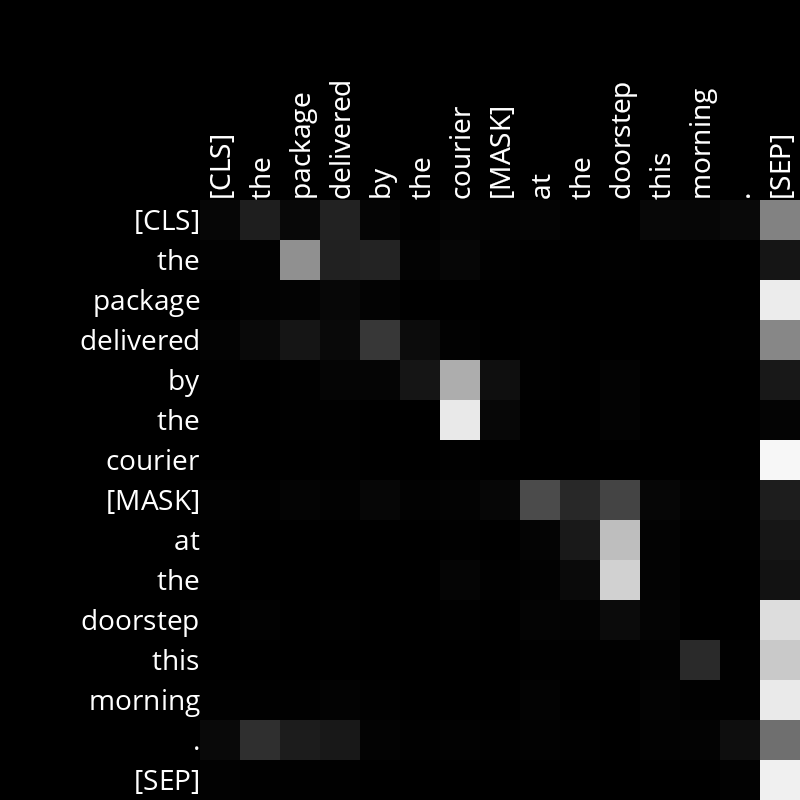 [CLS] the package delivered by the courier [MASK] at the doorstep this morning . [SEP]
[CLS]
the
package
delivered
by
the
courier
[MASK]
at
the
doorstep
this
morning
.
[SEP]